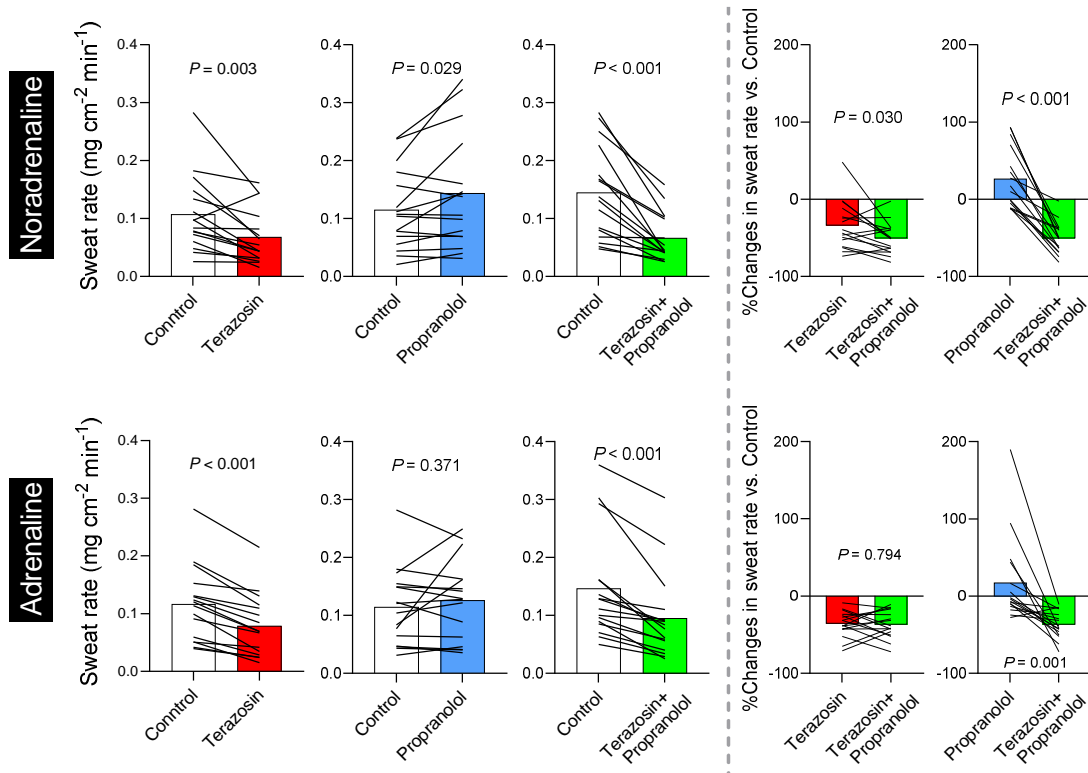 Noradrenaline
Sweat rate (mg cm⁻² min⁻¹)
0.4
0.3
0.2
0.1
0.0
P = 0.003
Conntrol
Terazosin
0.4
0.3
0.2
0.1
0.0
P = 0.029
Control
Propranolol
0.4
0.3
0.2
0.1
0.0
P < 0.001
Control
Terazosin+
Propranolol
%Changes in sweat rate vs. Control
200
100
0
-100
P = 0.030
Terazosin
Terazosin+
Propranolol
200
100
0
-100
P < 0.001
Propranolol
Terazosin+
Propranolol
Adrenaline
Sweat rate (mg cm⁻² min⁻¹)
0.4
0.3
0.2
0.1
0.0
P < 0.001
Conntrol
Terazosin
0.4
0.3
0.2
0.1
0.0
P = 0.371
Control
Propranolol
0.4
0.3
0.2
0.1
0.0
P < 0.001
Control
Terazosin+
Propranolol
%Changes in sweat rate vs. Control
200
100
0
-100
P = 0.794
Terazosin
Terazosin+
Propranolol
200
100
0
-100
P = 0.001
Propranolol
Terazosin+
Propranolol